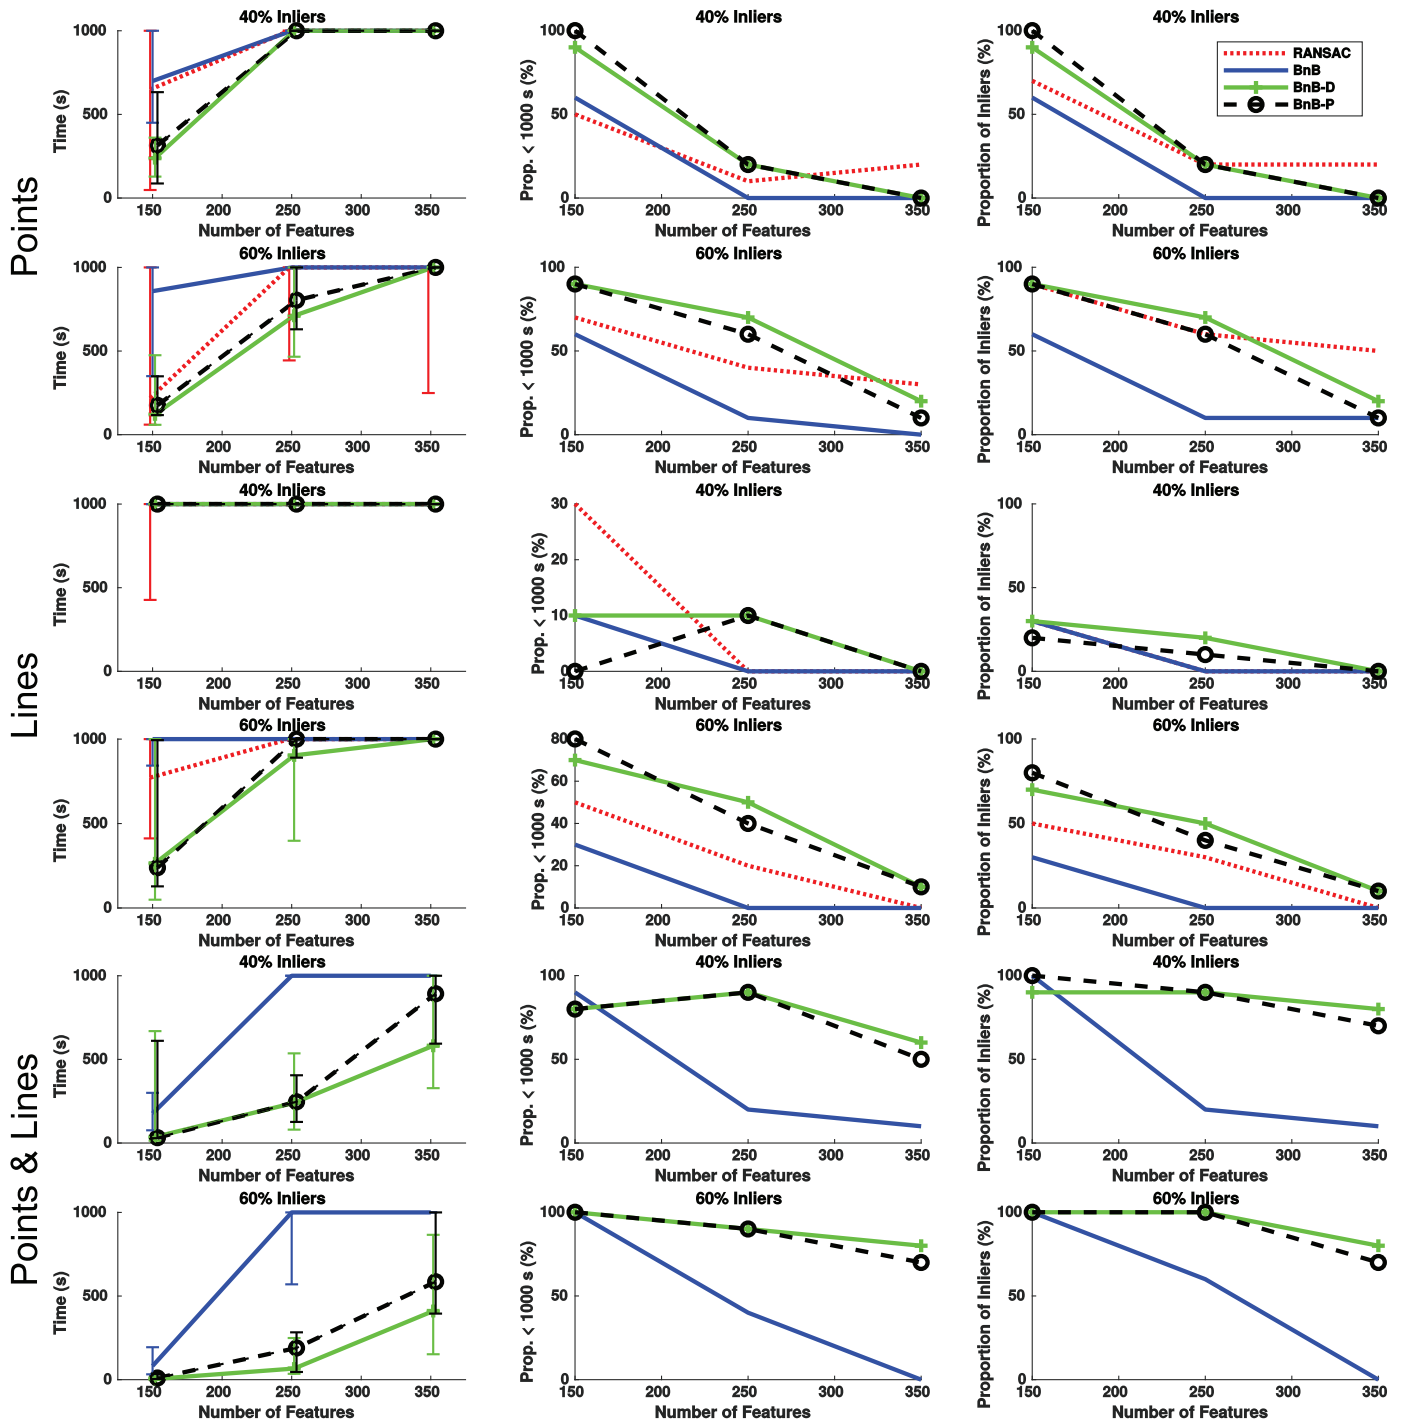 Points
40% Inliers
1000
500
0
Time (s)
150 200 250 300 350
Number of Features
40% Inliers
100
50
0
Prop. < 1000 s (%)
150 200 250 300 350
Number of Features
40% Inliers
100
50
0
Proportion of Inliers (%)
150 200 250 300 350
Number of Features
RANSAC
BnB
BnB-D
BnB-P
60% Inliers
1000
500
0
Time (s)
150 200 250 300 350
Number of Features
60% Inliers
100
50
0
Prop. < 1000 s (%)
150 200 250 300 350
Number of Features
60% Inliers
100
50
0
Proportion of Inliers (%)
150 200 250 300 350
Number of Features
Lines
40% Inliers
1000
500
0
Time (s)
150 200 250 300 350
Number of Features
40% Inliers
30
20
10
0
Prop. < 1000 s (%)
150 200 250 300 350
Number of Features
40% Inliers
100
50
0
Proportion of Inliers (%)
150 200 250 300 350
Number of Features
60% Inliers
1000
500
0
Time (s)
150 200 250 300 350
Number of Features
60% Inliers
80
60
40
20
0
Prop. < 1000 s (%)
150 200 250 300 350
Number of Features
60% Inliers
100
50
0
Proportion of Inliers (%)
150 200 250 300 350
Number of Features
Points & Lines
40% Inliers
1000
500
0
Time (s)
150 200 250 300 350
Number of Features
40% Inliers
100
50
0
Prop. < 1000 s (%)
150 200 250 300 350
Number of Features
40% Inliers
100
50
0
Proportion of Inliers (%)
150 200 250 300 350
Number of Features
60% Inliers
1000
500
0
Time (s)
150 200 250 300 350
Number of Features
60% Inliers
100
50
0
Prop. < 1000 s (%)
150 200 250 300 350
Number of Features
60% Inliers
100
50
0
Proportion of Inliers (%)
150 200 250 300 350
Number of Features